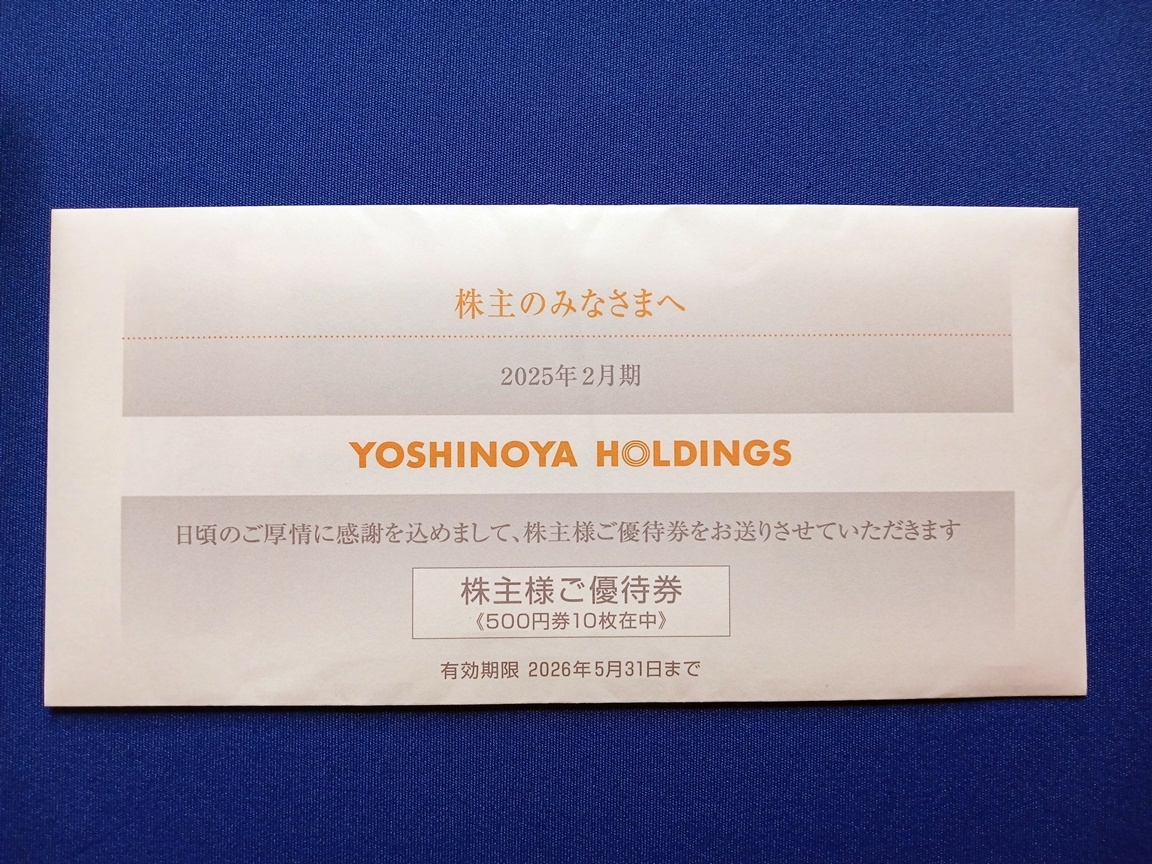 株主のみなさまへ
2025年2月期
YOSHINOYA HOLDINGS
日頃のご厚情に感謝を込めまして、株主様ご優待券をお送りさせていただきます
株主様ご優待券
《500円券10枚在中》
有効期限 2026年5月31日まで